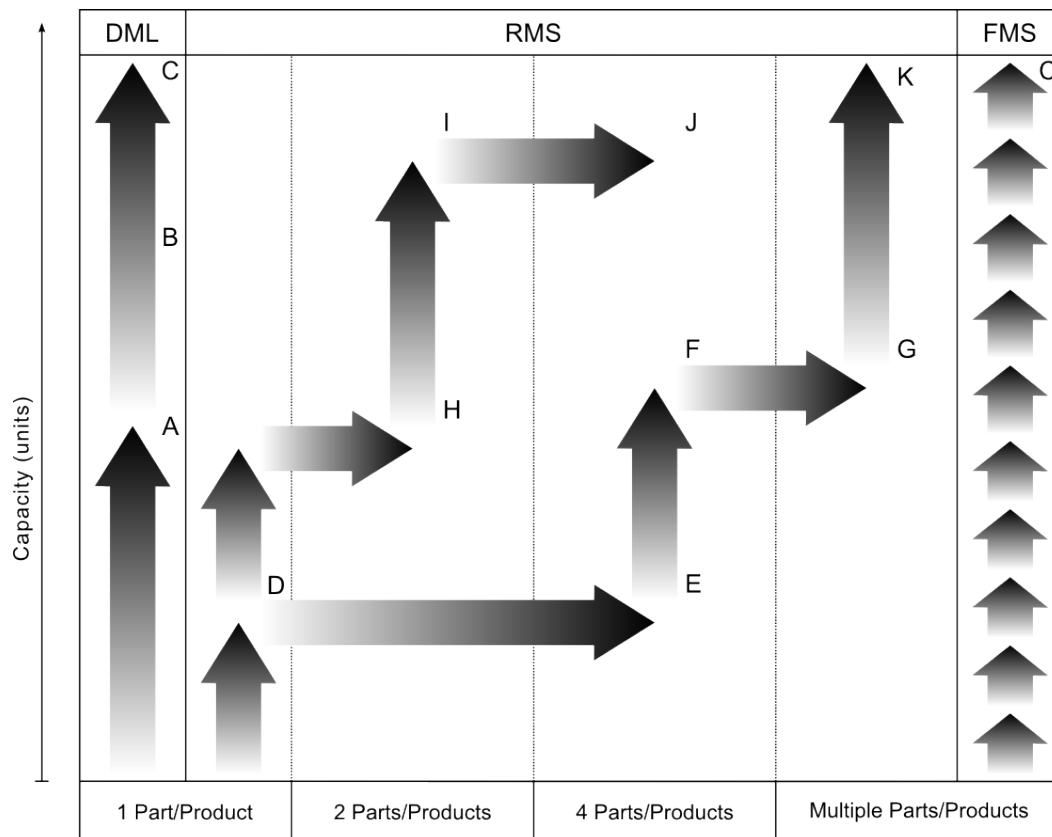 DML RMS FMS
C K C
I J
B
F G
A H
D E
Capacity (units)
1 Part/Product 2 Parts/Products 4 Parts/Products Multiple Parts/Products